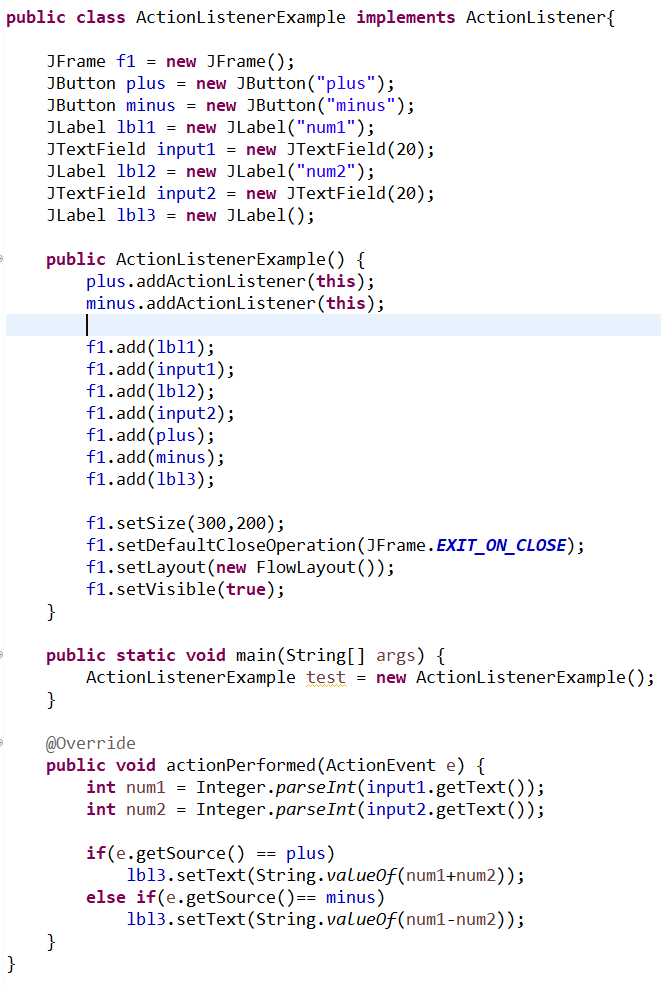 public class ActionListenerExample implements ActionListener{
JFrame f1 = new JFrame();
JButton plus = new JButton("plus");
JButton minus = new JButton("minus");
JLabel lbl1 = new JLabel("num1");
JTextField input1 = new JTextField(20);
JLabel lbl2 = new JLabel("num2");
JTextField input2 = new JTextField(20);
JLabel lbl3 = new JLabel();
public ActionListenerExample() {
plus.addActionListener(this);
minus.addActionListener(this);
f1.add(lbl1);
f1.add(input1);
f1.add(lbl2);
f1.add(input2);
f1.add(plus);
f1.add(minus);
f1.add(lbl3);
f1.setSize(300,200);
f1.setDefaultCloseOperation(JFrame.EXIT_ON_CLOSE);
f1.setLayout(new FlowLayout());
f1.setVisible(true);
}
public static void main(String[] args) {
ActionListenerExample test = new ActionListenerExample();
}
@Override
public void actionPerformed(ActionEvent e) {
int num1 = Integer.parseInt(input1.getText());
int num2 = Integer.parseInt(input2.getText());
if(e.getSource() == plus)
lbl3.setText(String.valueOf(num1+num2));
else if(e.getSource()== minus)
lbl3.setText(String.valueOf(num1-num2));
}
}